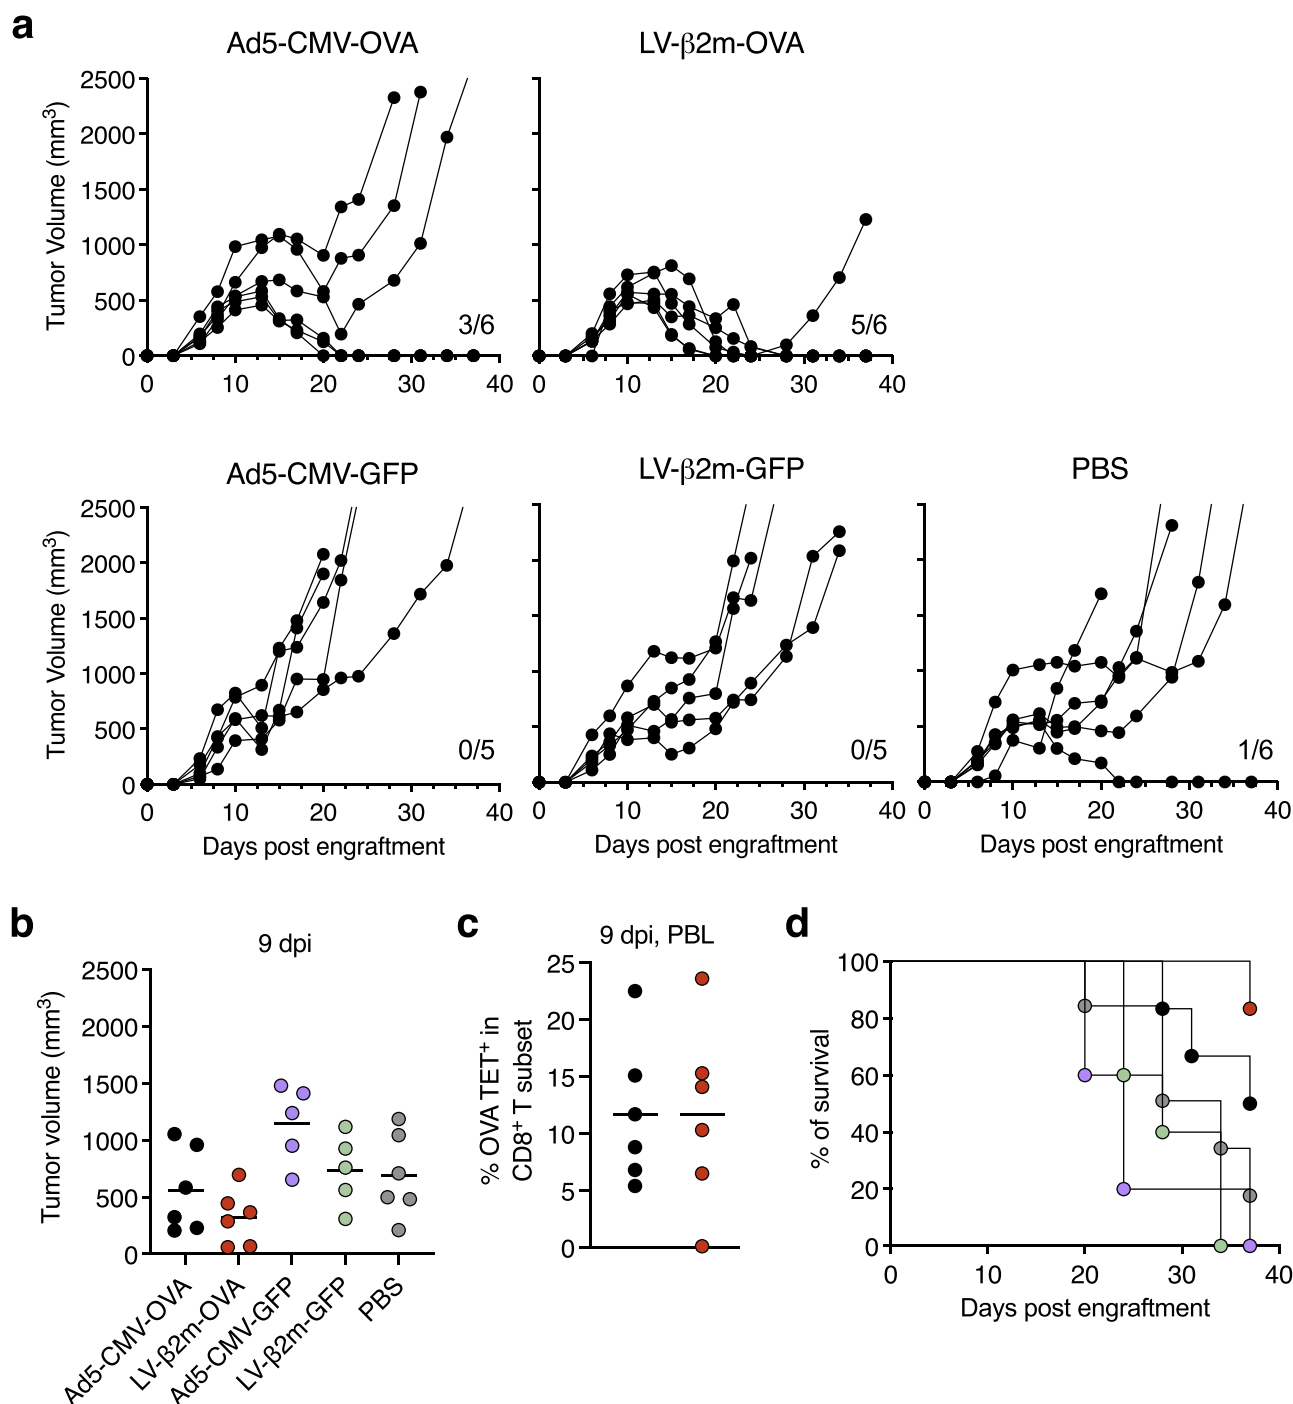 a
Ad5-CMV-OVA
LV-β2m-OVA
Tumor Volume (mm³)
2500
2000
1500
1000
500
0
3/6
5/6
0 10 20 30 40
0 10 20 30 40
Ad5-CMV-GFP
LV-β2m-GFP
PBS
Tumor Volume (mm³)
2500
2000
1500
1000
500
0
0/5
0/5
1/6
0 10 20 30 40
0 10 20 30 40
0 10 20 30 40
Days post engraftment
Days post engraftment
Days post engraftment
b
9 dpi
Tumor volume (mm³)
2500
2000
1500
1000
500
0
Ad5-CMV-OVA
LV-β2m-OVA
Ad5-CMV-GFP
LV-β2m-GFP
PBS
c
9 dpi, PBL
% OVA TET⁺ in
CD8⁺ T subset
25
20
15
10
5
0
d
% of survival
100
80
60
40
20
0
0 10 20 30 40
Days post engraftment